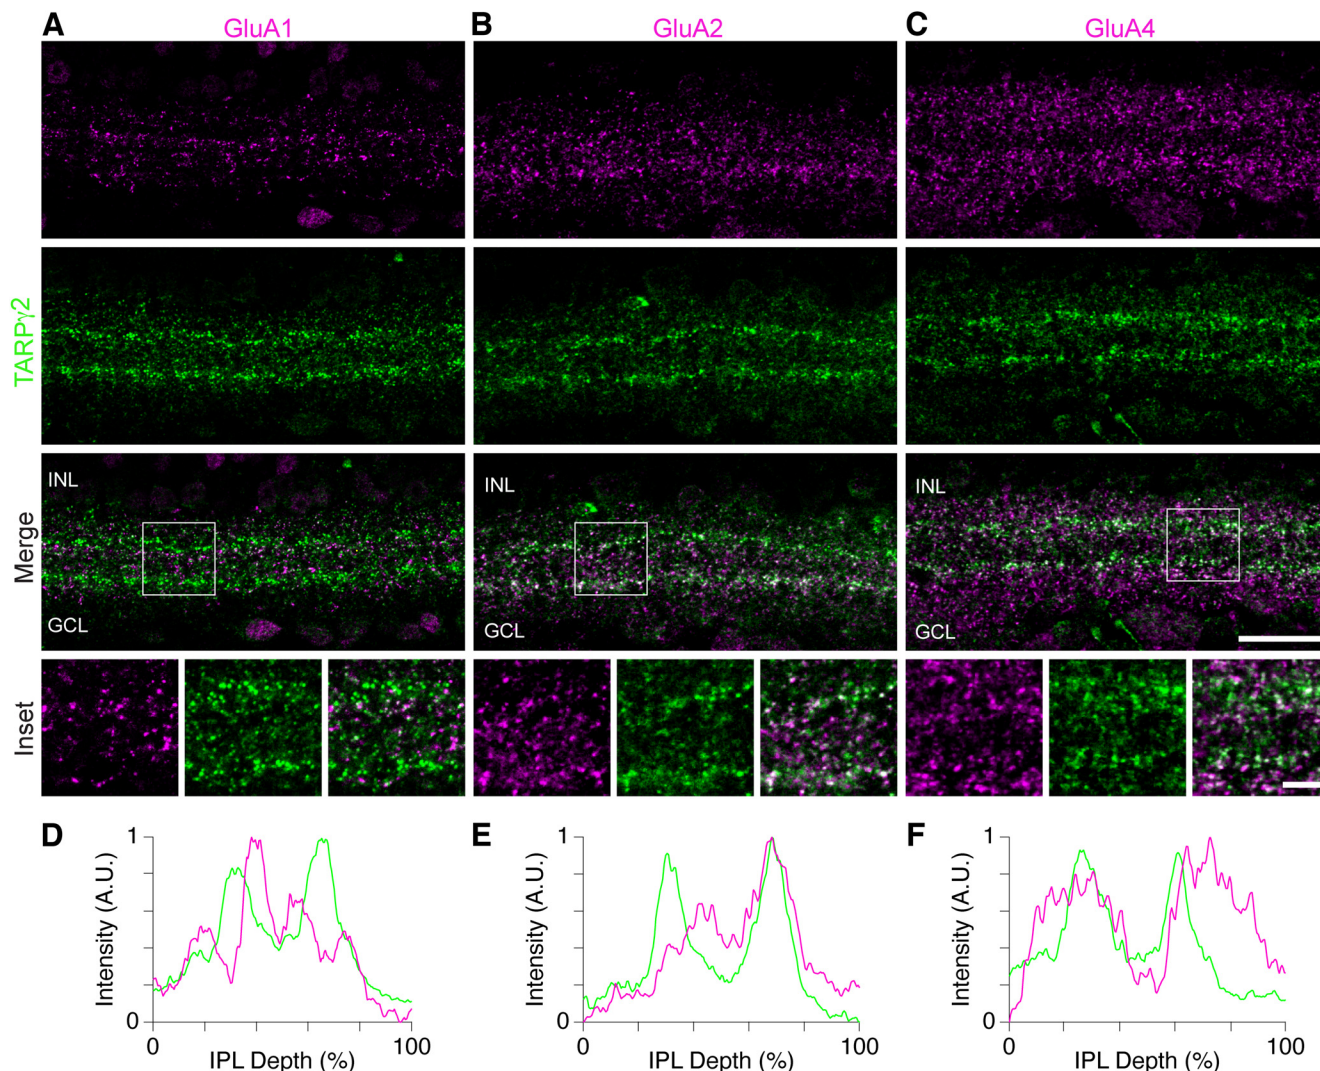 A
GluA1
B
GluA2
C
GluA4
TARPγ2
Merge
INL
GCL
INL
GCL
INL
GCL
Inset
D
1
Intensity (A.U.)
0
0
100
IPL Depth (%)
E
1
Intensity (A.U.)
0
0
100
IPL Depth (%)
F
1
Intensity (A.U.)
0
0
100
IPL Depth (%)